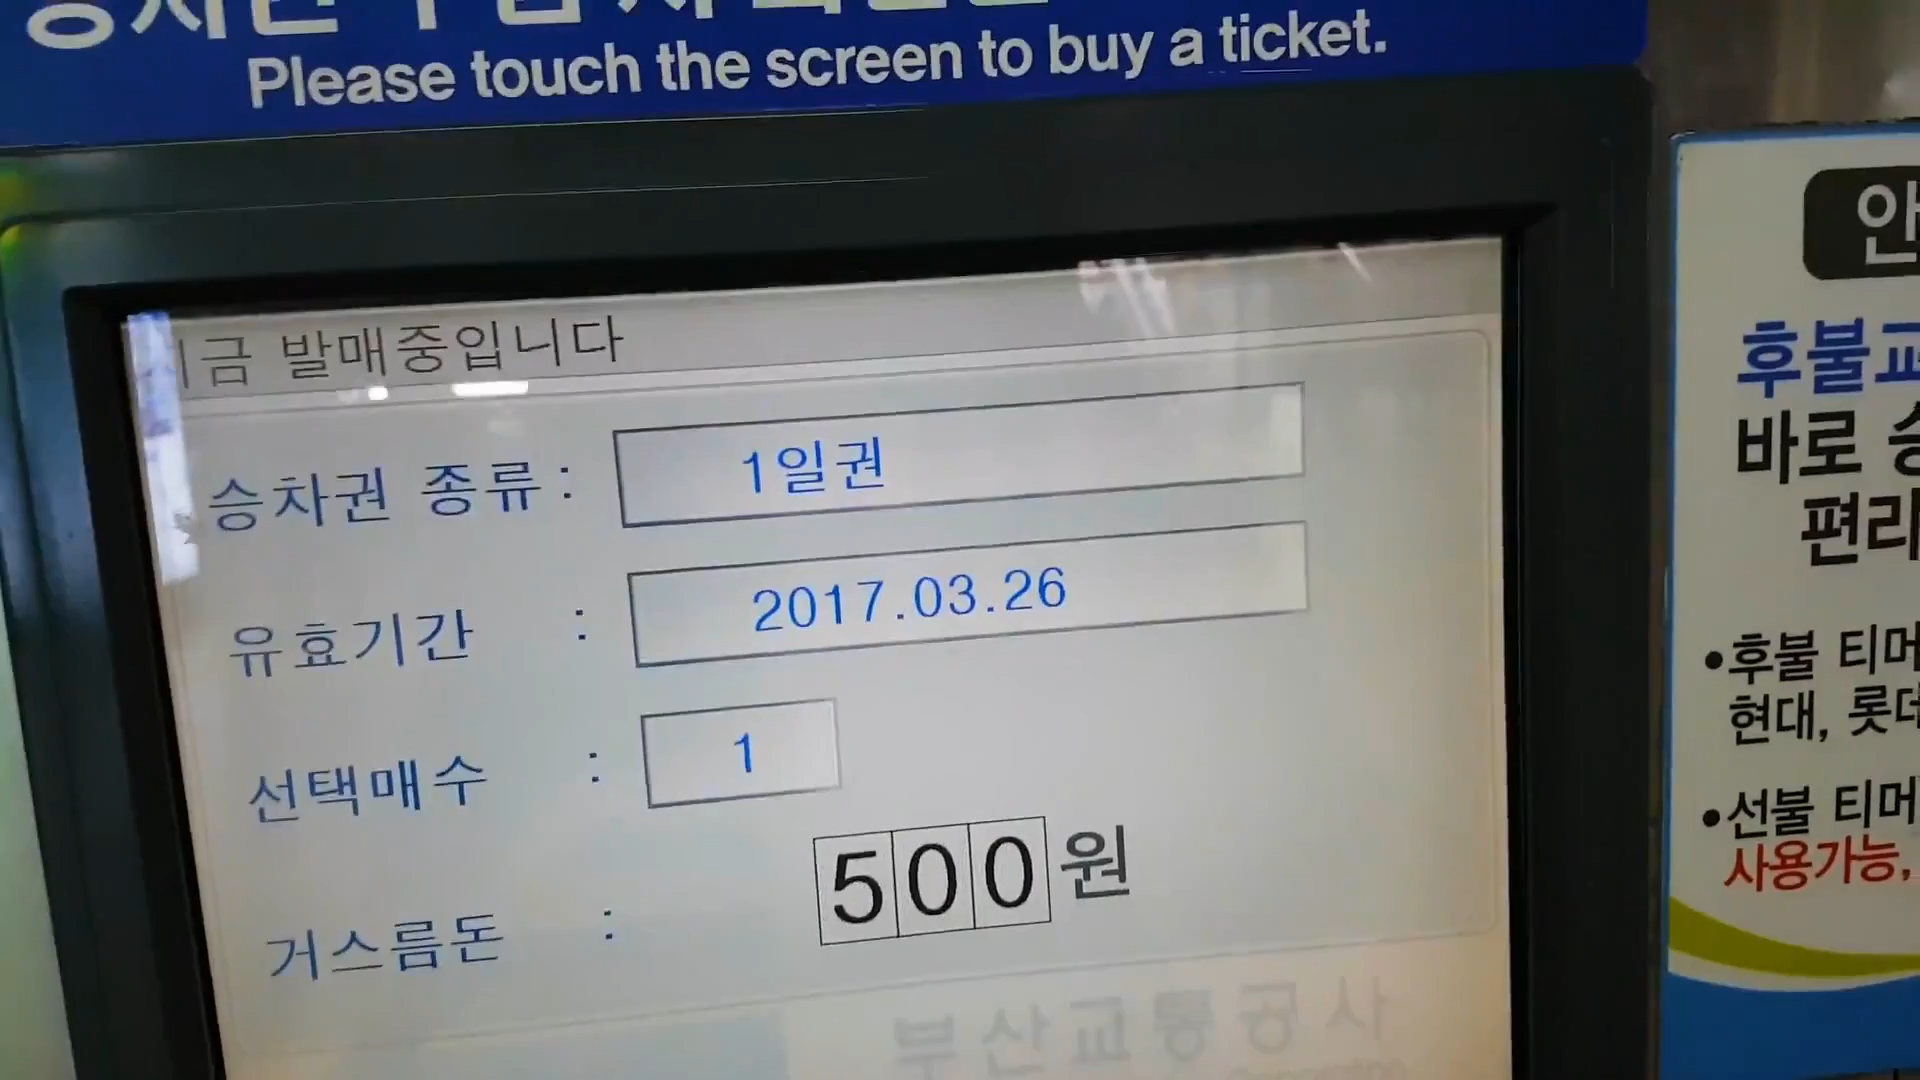 Please touch the screen to buy a ticket.
지금 발매중입니다
승차권 종류 : 1일권
유효기간 : 2017.03.26
선택매수 : 1
거스름돈 : 500원
부산교통공사
안
후불교
바로 승
편리
•후불 티머
현대, 롯데
•선불 티머
사용가능,